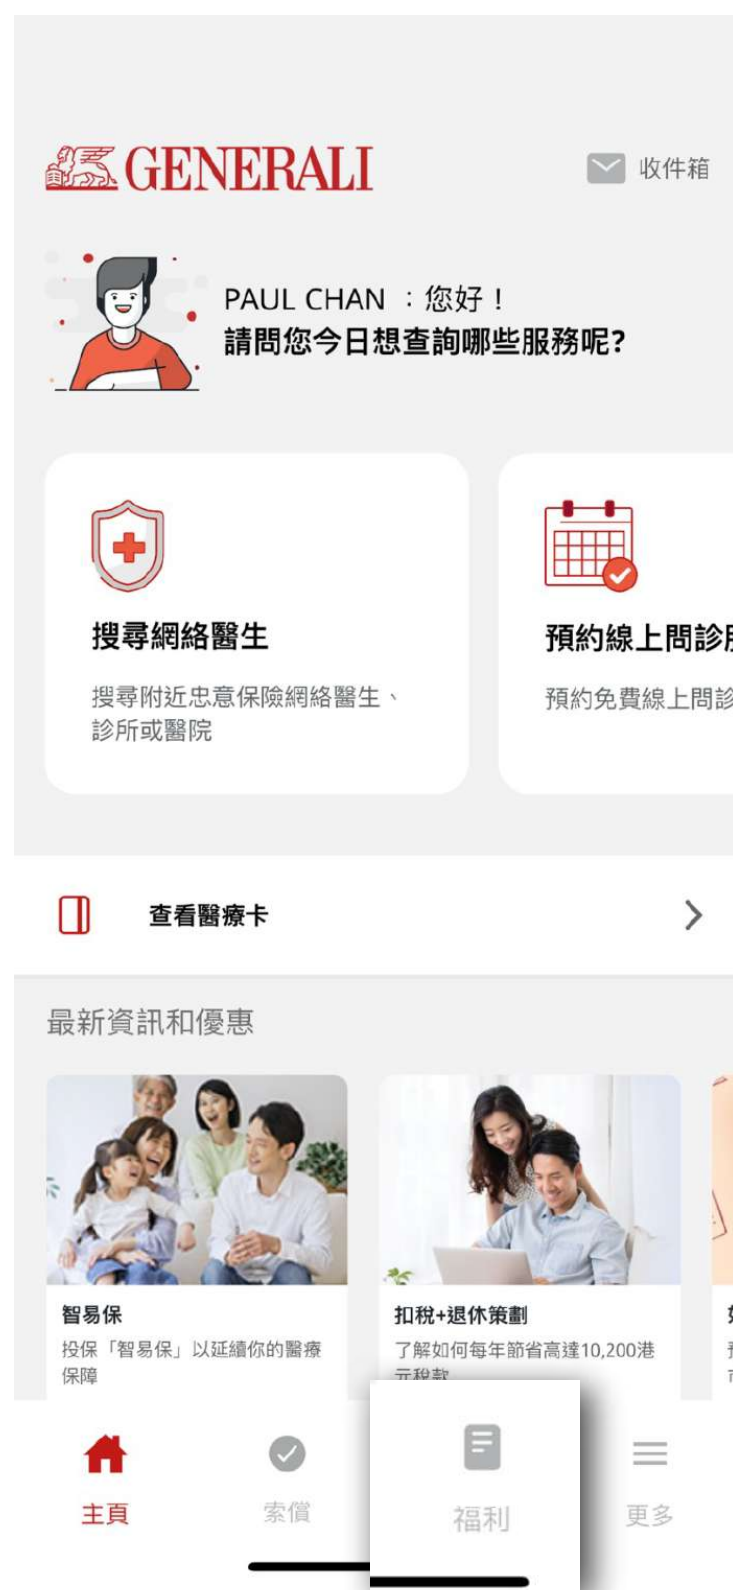 GENERALI
收件箱
PAUL CHAN ：您好！
請問您今日想查詢哪些服務呢?
搜尋網絡醫生
搜尋附近忠意保險網絡醫生、
診所或醫院
預約線上問診
預約免費線上問診
查看醫療卡
最新資訊和優惠
智易保
投保「智易保」以延續你的醫療
保障
扣稅+退休策劃
了解如何每年節省高達10,200港
元稅款
主頁
索償
福利
更多